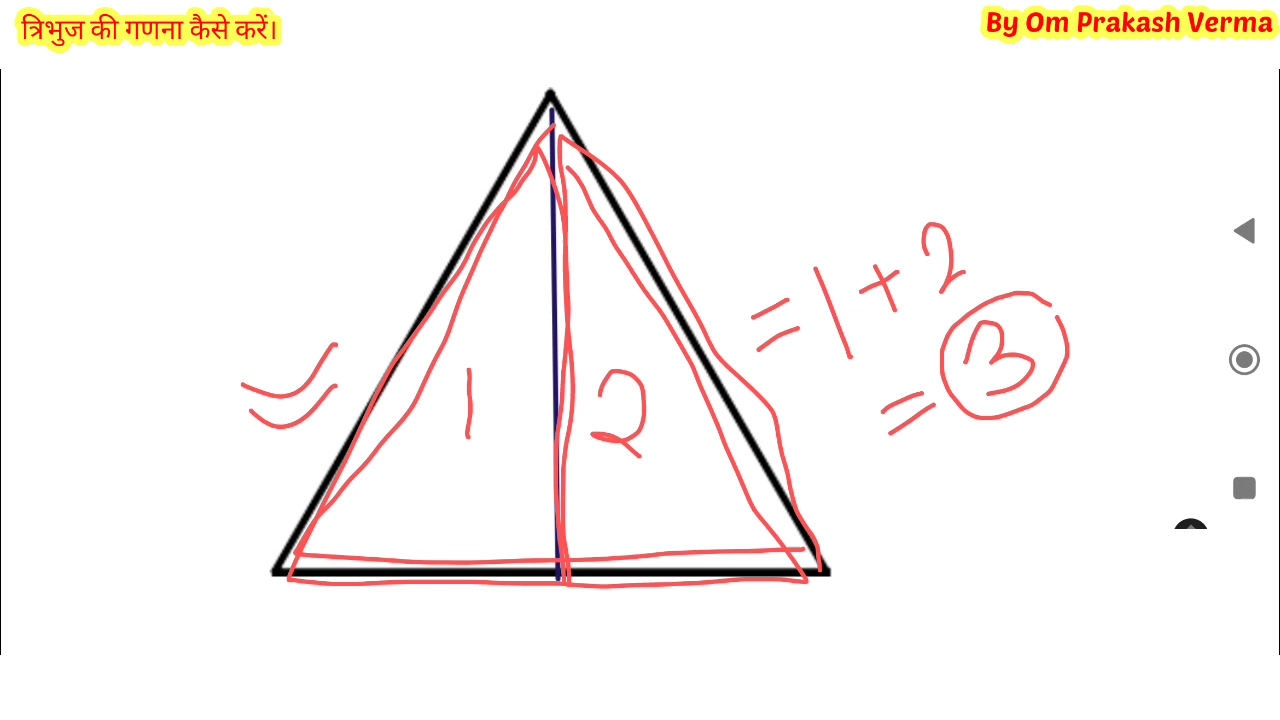 त्रिभुज की गणना कैसे करें।
By Om Prakash Verma
1 2
= 1 + 2
= 3